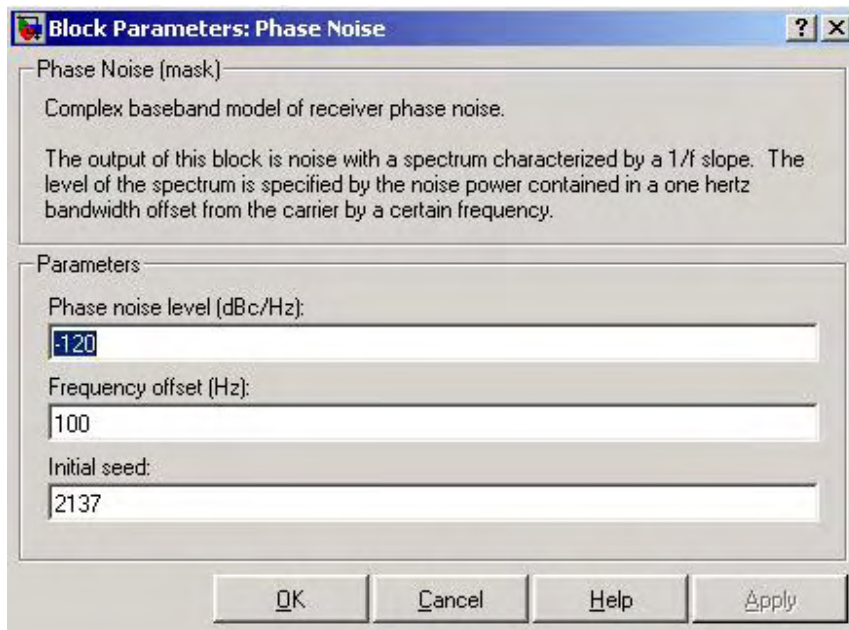 Block Parameters: Phase Noise
? X
Phase Noise (mask)
Complex baseband model of receiver phase noise.
The output of this block is noise with a spectrum characterized by a 1/f slope. The
level of the spectrum is specified by the noise power contained in a one hertz
bandwidth offset from the carrier by a certain frequency.
Parameters
Phase noise level (dBc/Hz):
-120
Frequency offset (Hz):
100
Initial seed:
2137
OK Cancel Help Apply